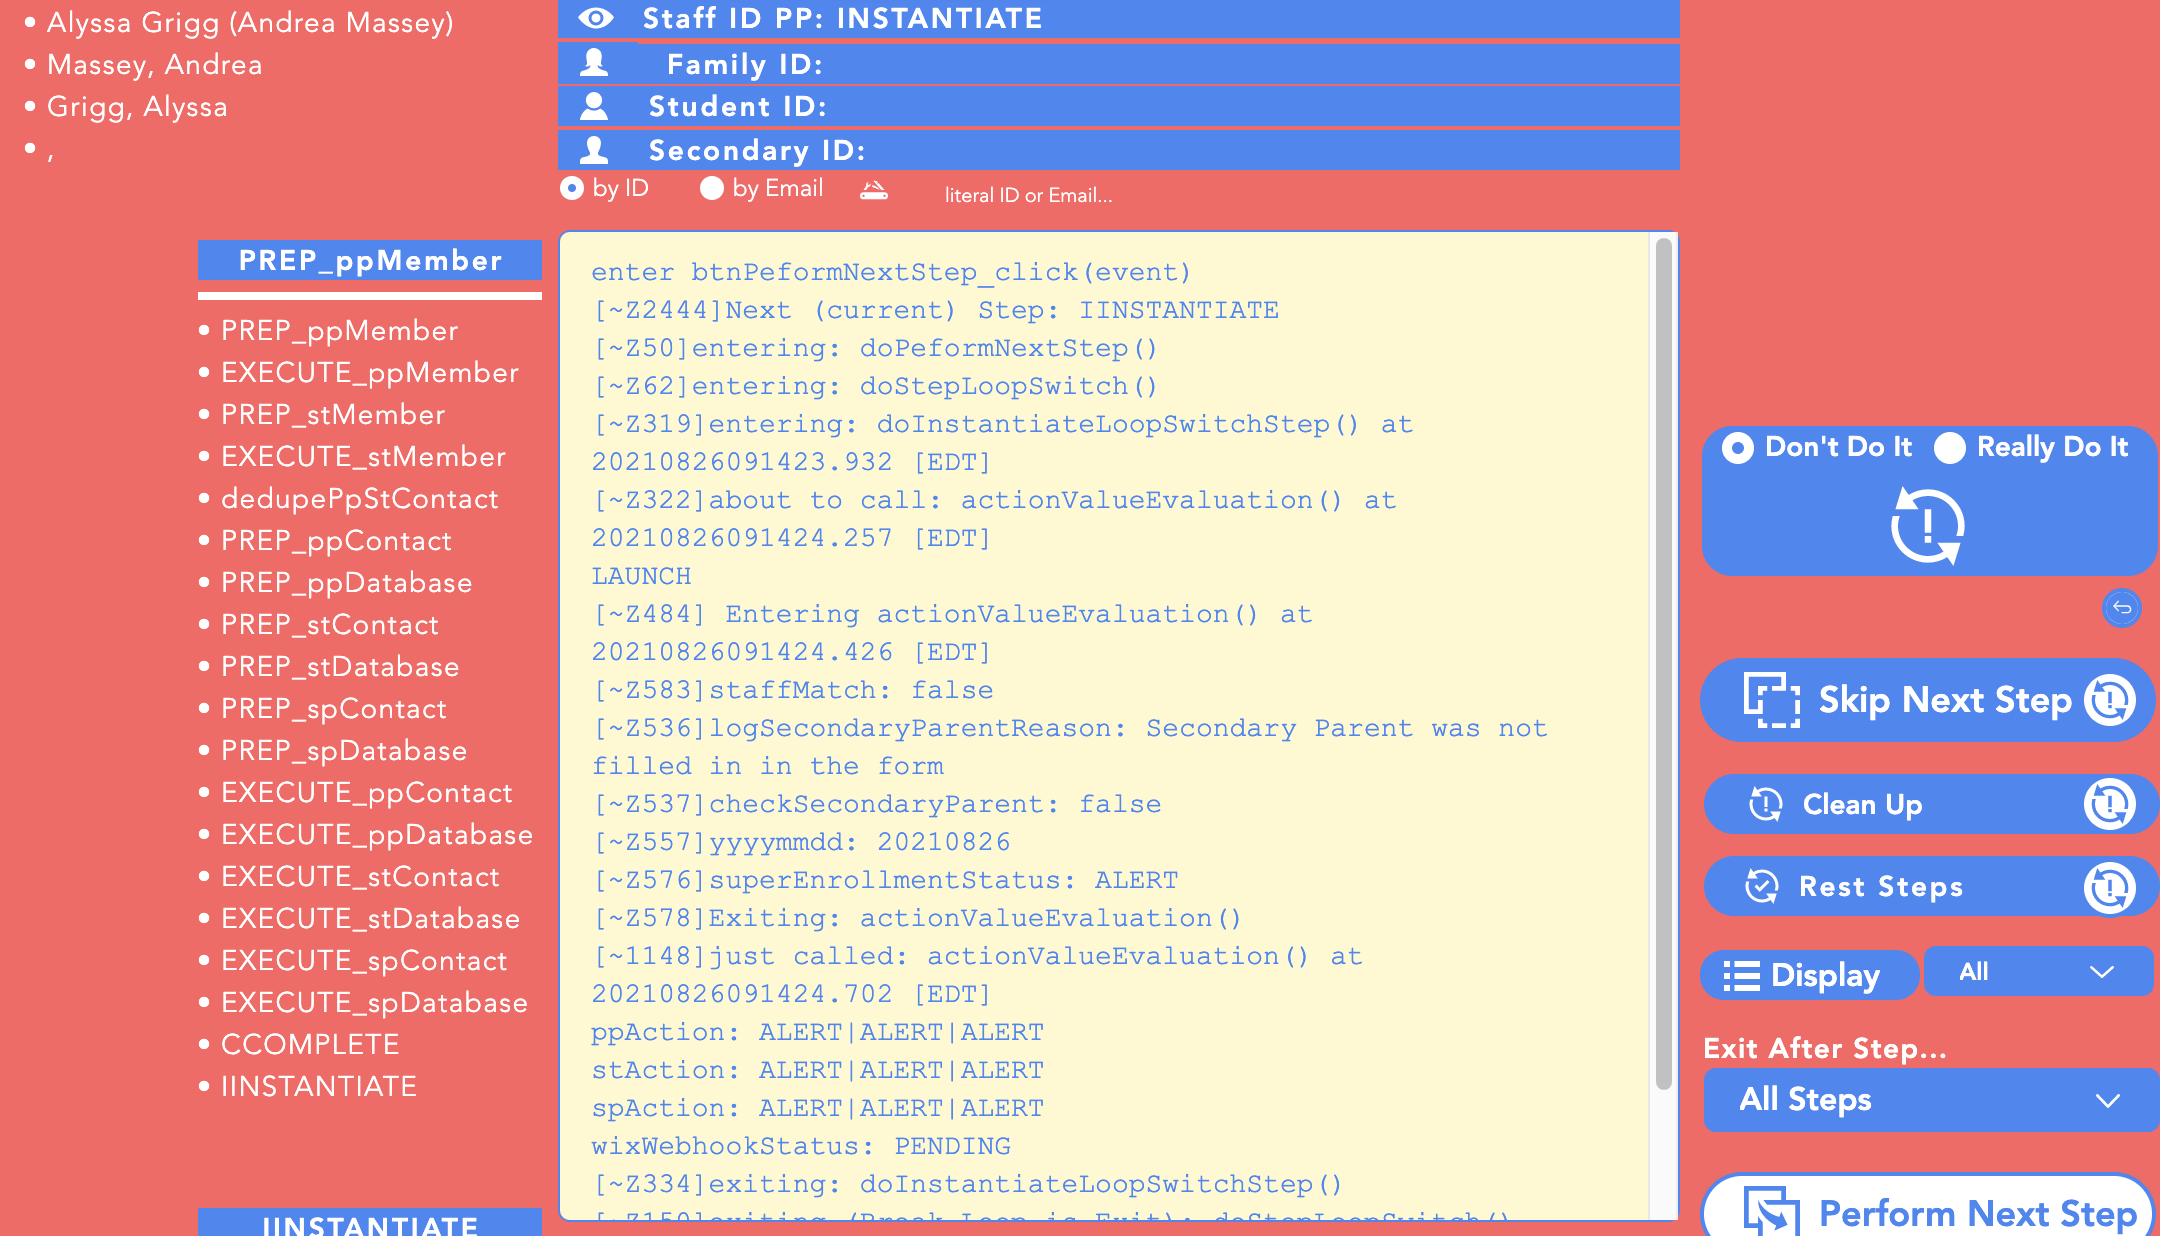 Alyssa Grigg (Andrea Massey)
Massey, Andrea
Grigg, Alyssa
,
Staff ID PP: INSTANTIATE
Family ID:
Student ID:
Secondary ID:
by ID by Email literal ID or Email...
PREP_ppMember
PREP_ppMember
EXECUTE_ppMember
PREP_stMember
EXECUTE_stMember
dedupePpStContact
PREP_ppContact
PREP_ppDatabase
PREP_stContact
PREP_stDatabase
PREP_spContact
PREP_spDatabase
EXECUTE_ppContact
EXECUTE_ppDatabase
EXECUTE_stContact
EXECUTE_stDatabase
EXECUTE_spContact
EXECUTE_spDatabase
CCOMPLETE
IINSTANTIATE
IINSTANTIATE
enter btnPeformNextStep_click(event)
[~Z2444]Next (current) Step: IINSTANTIATE
[~Z50]entering: doPeformNextStep()
[~Z62]entering: doStepLoopSwitch()
[~Z319]entering: doInstantiateLoopSwitchStep() at
20210826091423.932 [EDT]
[~Z322]about to call: actionValueEvaluation() at
20210826091424.257 [EDT]
LAUNCH
[~Z484] Entering actionValueEvaluation() at
20210826091424.426 [EDT]
[~Z583]staffMatch: false
[~Z536]logSecondaryParentReason: Secondary Parent was not
filled in in the form
[~Z537]checkSecondaryParent: false
[~Z557]yyyymmdd: 20210826
[~Z576]superEnrollmentStatus: ALERT
[~Z578]Exiting: actionValueEvaluation()
[~1148]just called: actionValueEvaluation() at
20210826091424.702 [EDT]
ppAction: ALERT|ALERT|ALERT
stAction: ALERT|ALERT|ALERT
spAction: ALERT|ALERT|ALERT
wixWebhookStatus: PENDING
[~Z334]exiting: doInstantiateLoopSwitchStep()
[~Z150]exiting (Break Loop is Exit): doStepLoopSwitch()
Don't Do It Really Do It
Skip Next Step
Clean Up
Rest Steps
Display All
Exit After Step...
All Steps
Perform Next Step